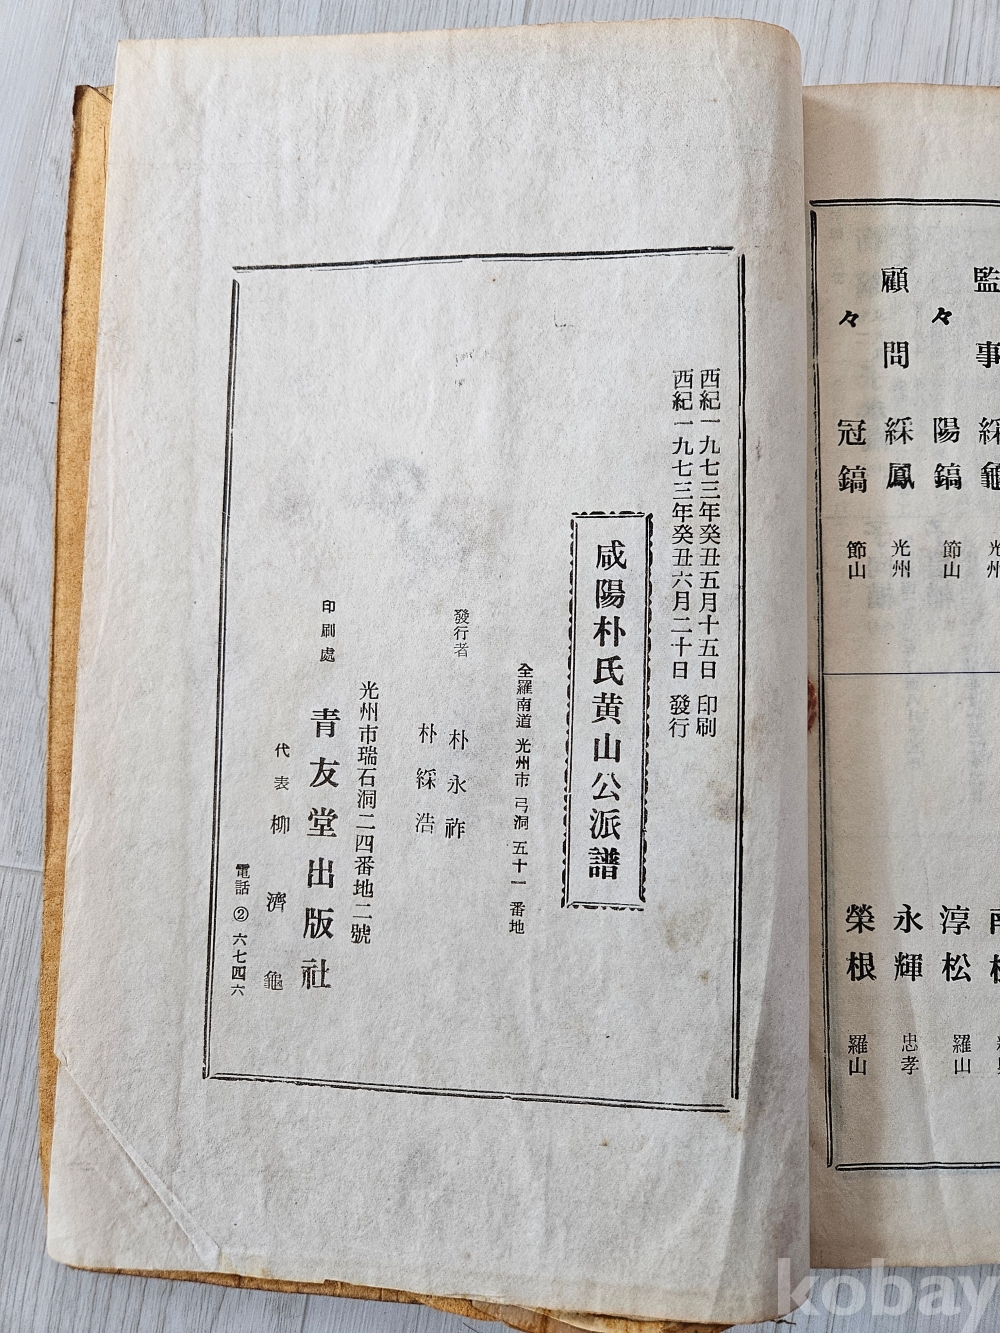 監事 綵龜 光州
々 陽鎬 節山
顧問 綵鳳 光州
々 冠鎬 節山
淳松 羅山
永輝 忠孝
榮根 羅山
西紀一九七三年癸丑五月十五日 印刷
西紀一九七三年癸丑六月二十日 發行
咸陽朴氏黄山公派譜
全羅南道 光州市 弓洞 五十一番地
發行者 朴永祚
朴綵浩
光州市瑞石洞二四番地二號
印刷處 青友堂出版社
代表 柳濟龜
電話 ② 六七四六
kobay